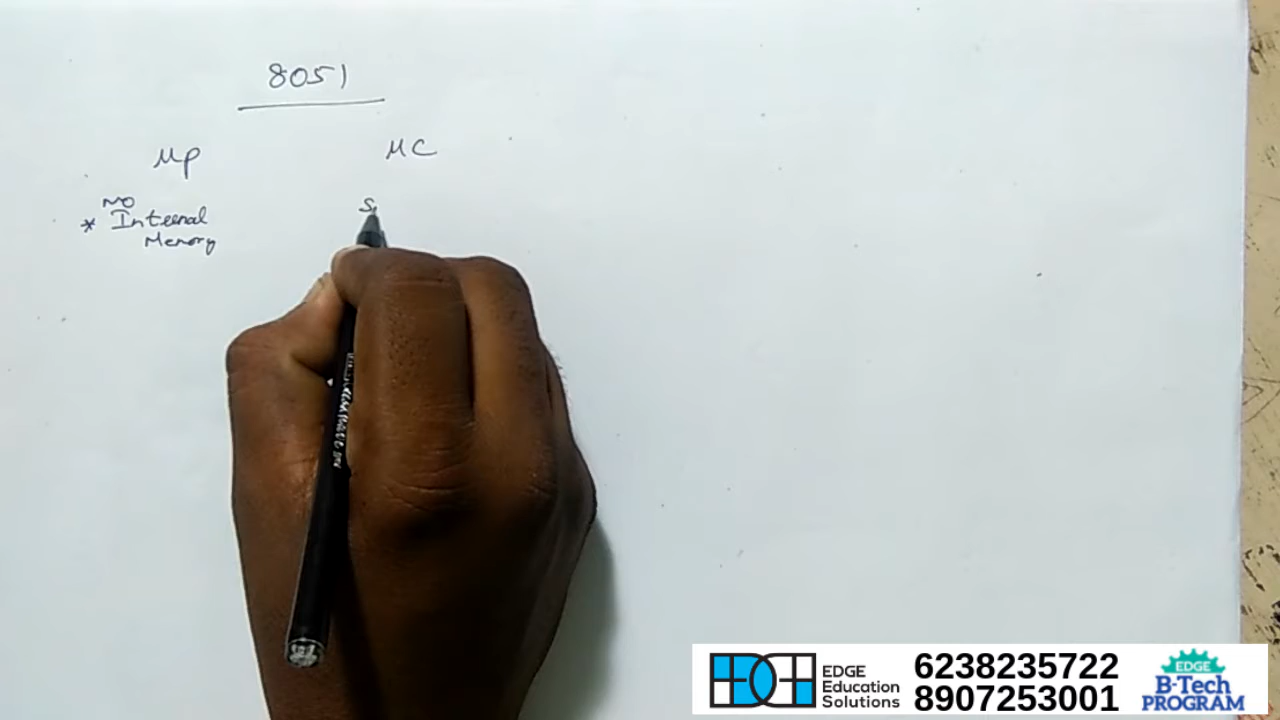 8051
μp
μC
No
* Internal
Memory
S
EDGE
Education
Solutions
6238235722
8907253001
EDGE
B-Tech
PROGRAM